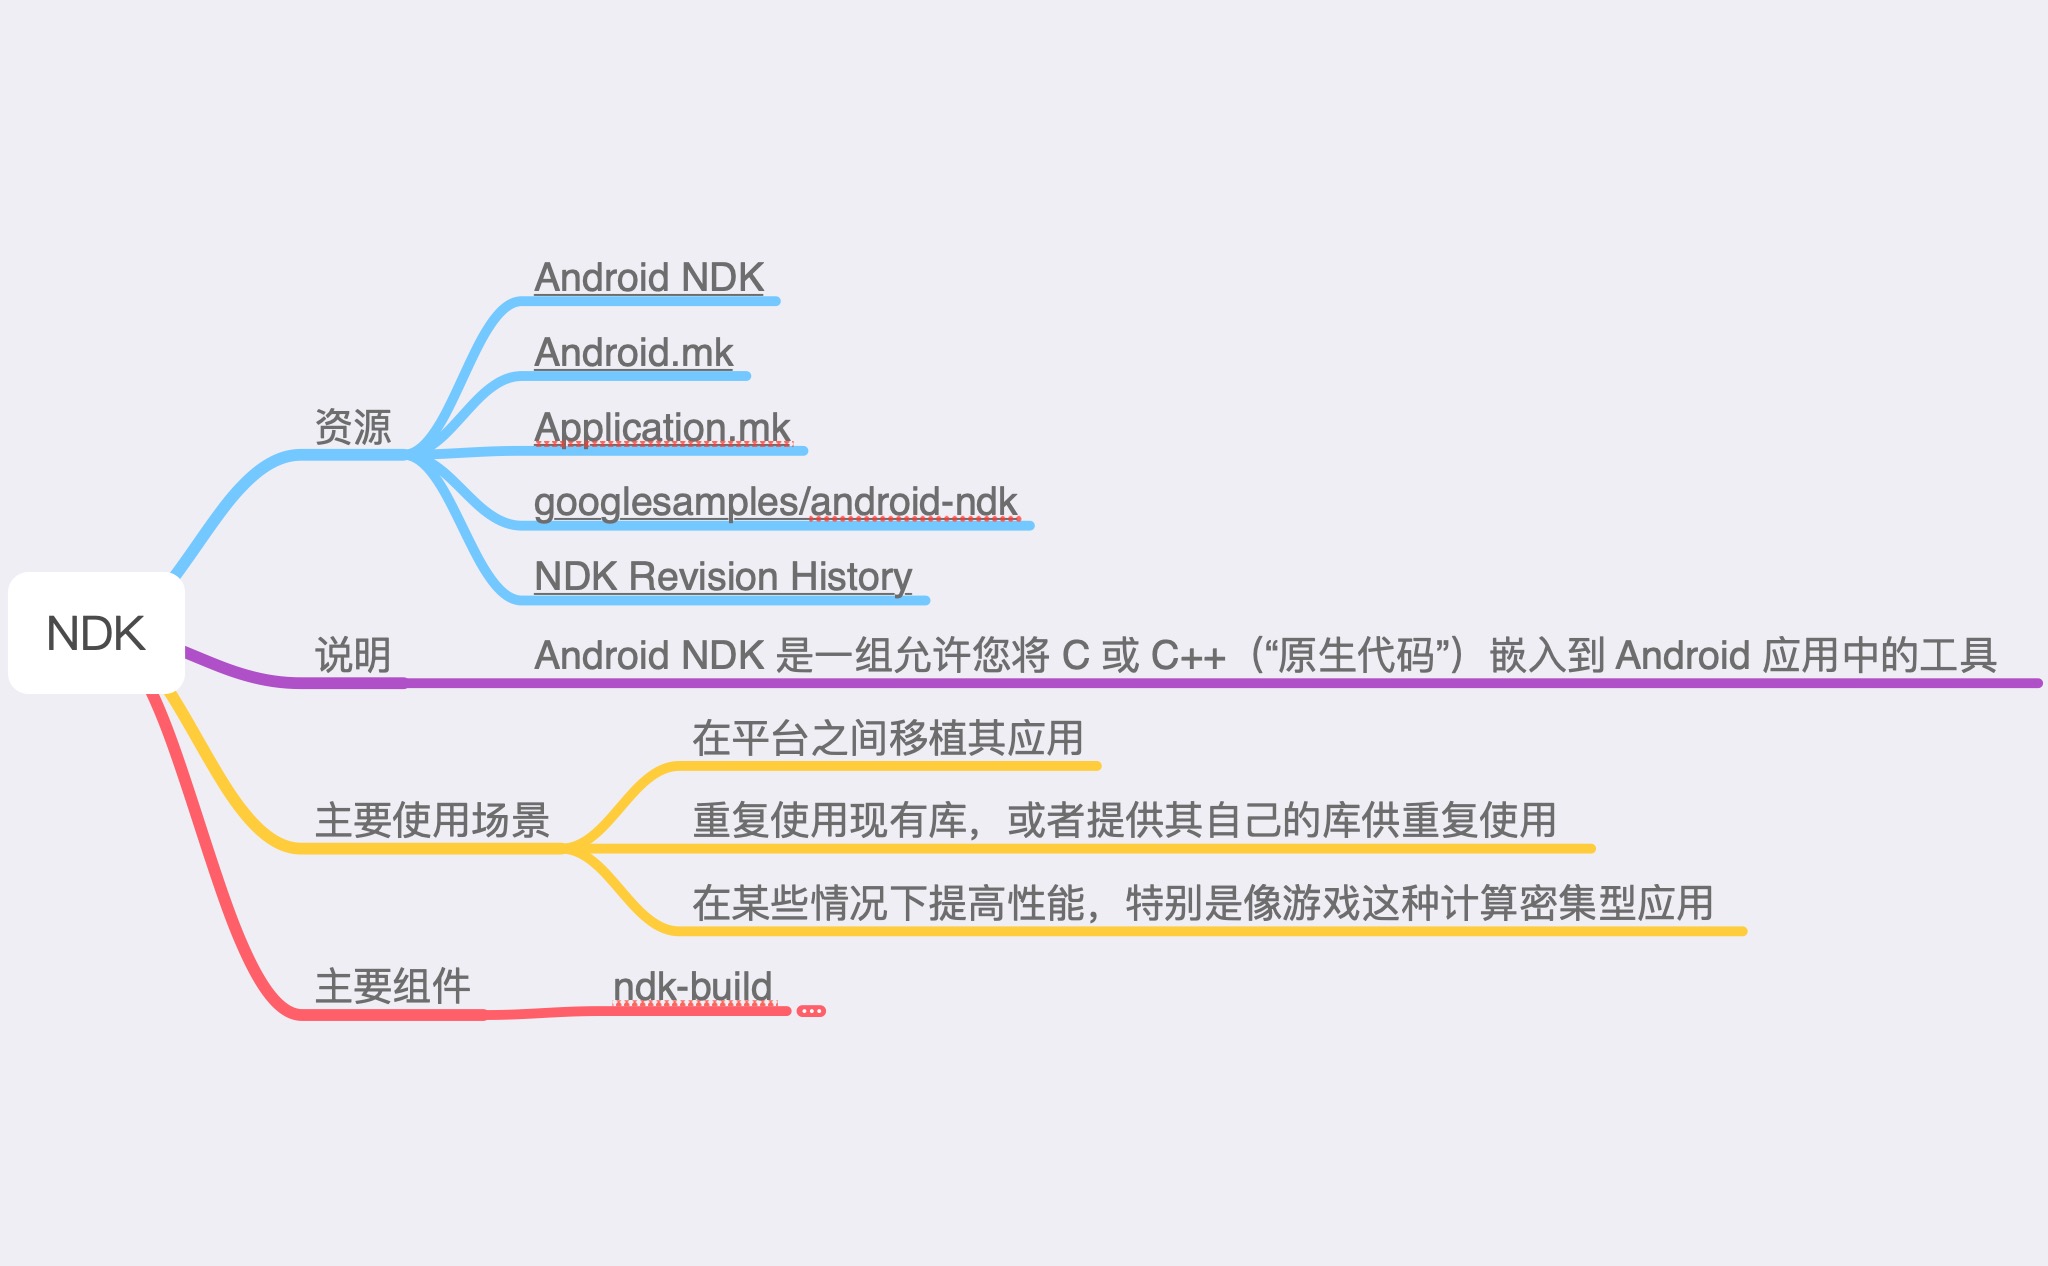 NDK
资源
Android NDK
Android.mk
Application.mk
googlesamples/android-ndk
NDK Revision History
说明
Android NDK 是一组允许您将 C 或 C++（“原生代码”）嵌入到 Android 应用中的工具
主要使用场景
在平台之间移植其应用
重复使用现有库，或者提供其自己的库供重复使用
在某些情况下提高性能，特别是像游戏这种计算密集型应用
主要组件
ndk-build